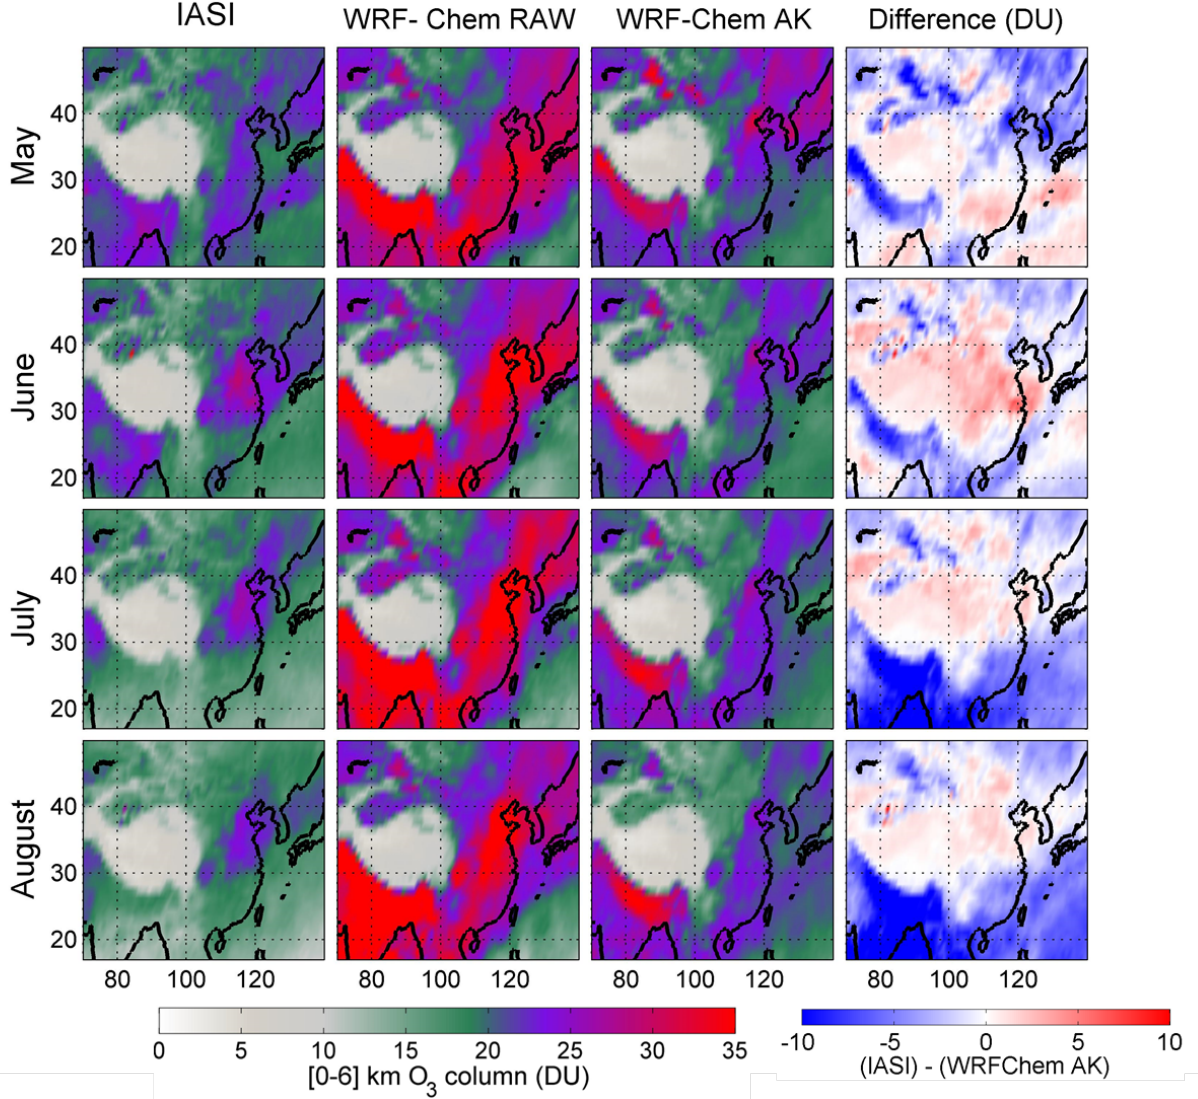 IASI WRF- Chem RAW WRF-Chem AK Difference (DU)
May
40
30
20
June
40
30
20
July
40
30
20
August
40
30
20
80 100 120 80 100 120 80 100 120 80 100 120
0 5 10 15 20 25 30 35 -10 -5 0 5 10
[0-6] km O3 column (DU) (IASI) - (WRFChem AK)